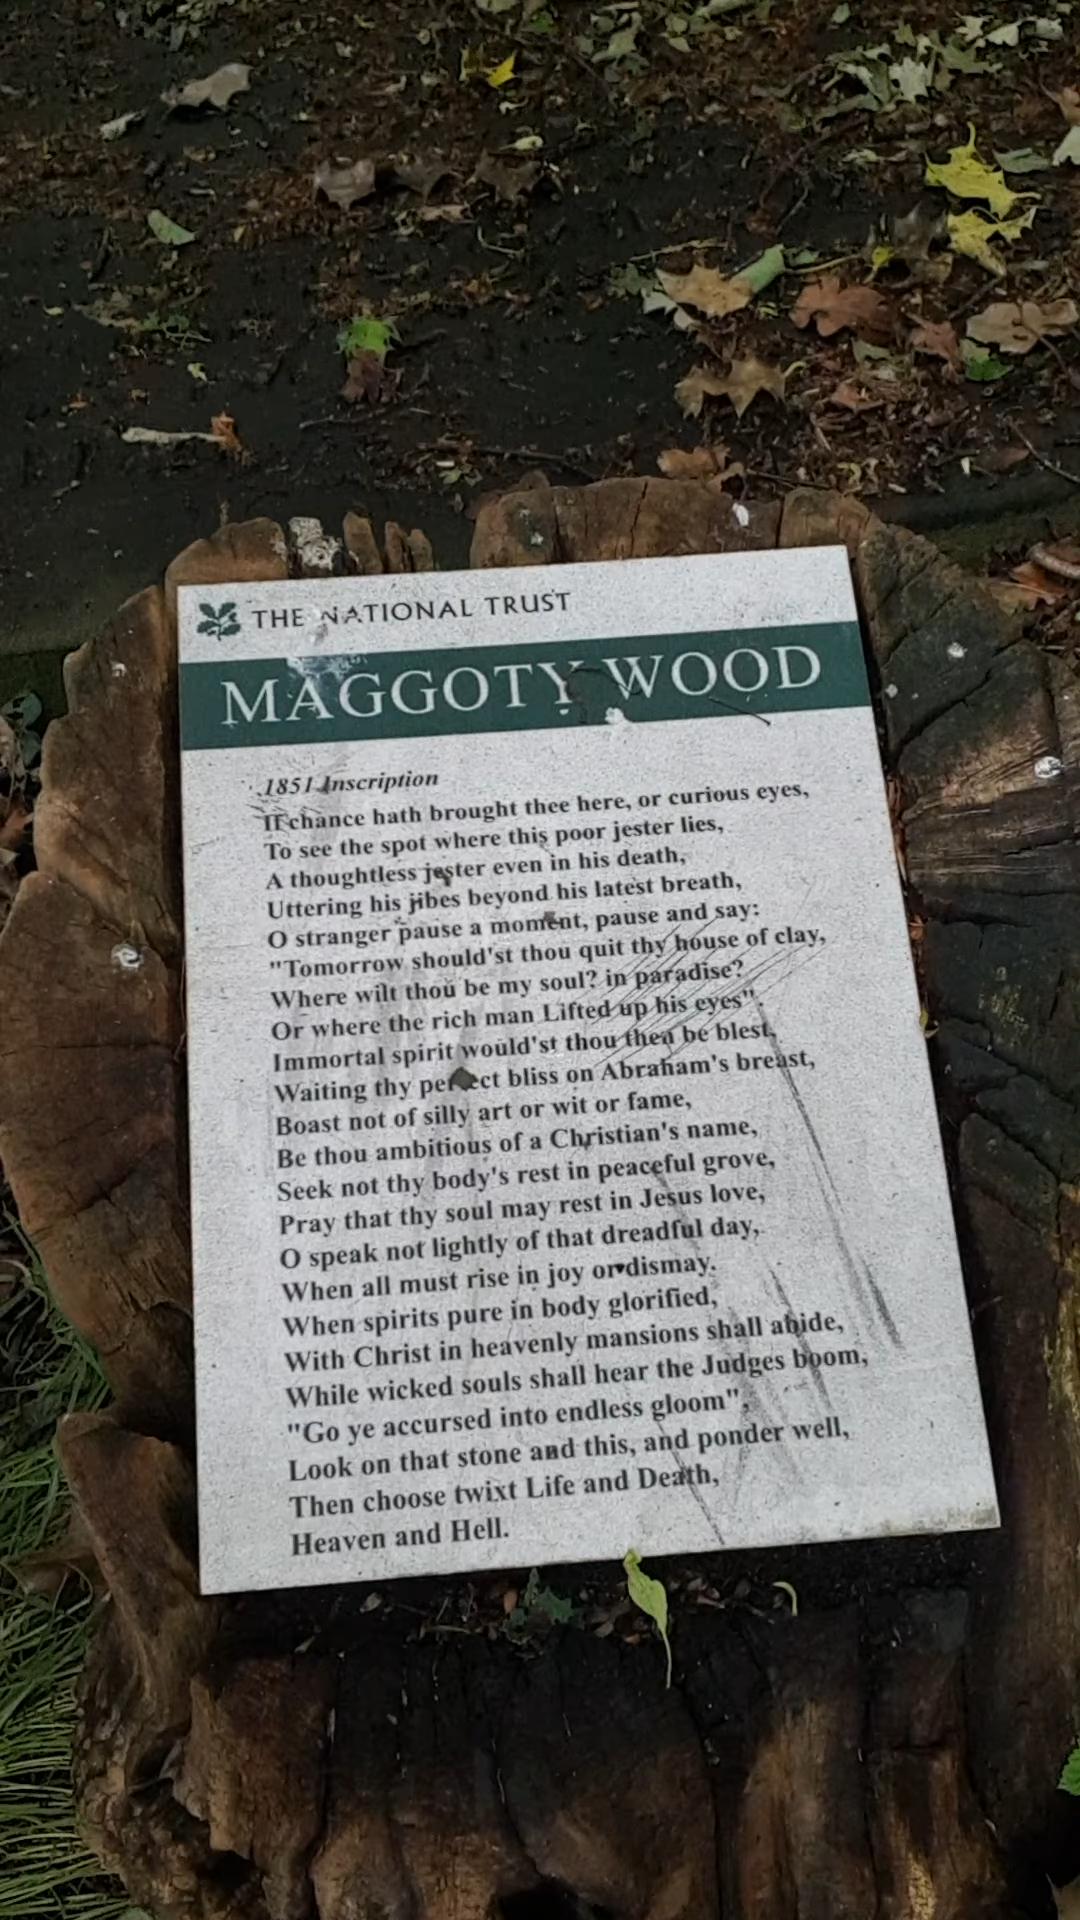 THE NATIONAL TRUST
MAGGOTY WOOD
1851 Inscription
If chance hath brought thee here, or curious eyes,
To see the spot where this poor jester lies,
A thoughtless jester even in his death,
Uttering his jibes beyond his latest breath,
O stranger pause a moment, pause and say:
"Tomorrow should'st thou quit thy house of clay,
Where wilt thou be my soul? in paradise?
Or where the rich man Lifted up his eyes".
Immortal spirit would'st thou then be blest,
Waiting thy perfect bliss on Abraham's breast,
Boast not of silly art or wit or fame,
Be thou ambitious of a Christian's name,
Seek not thy body's rest in peaceful grove,
Pray that thy soul may rest in Jesus love,
O speak not lightly of that dreadful day,
When all must rise in joy or dismay.
When spirits pure in body glorified,
With Christ in heavenly mansions shall abide,
While wicked souls shall hear the Judges boom,
"Go ye accursed into endless gloom",
Look on that stone and this, and ponder well,
Then choose twixt Life and Death,
Heaven and Hell.